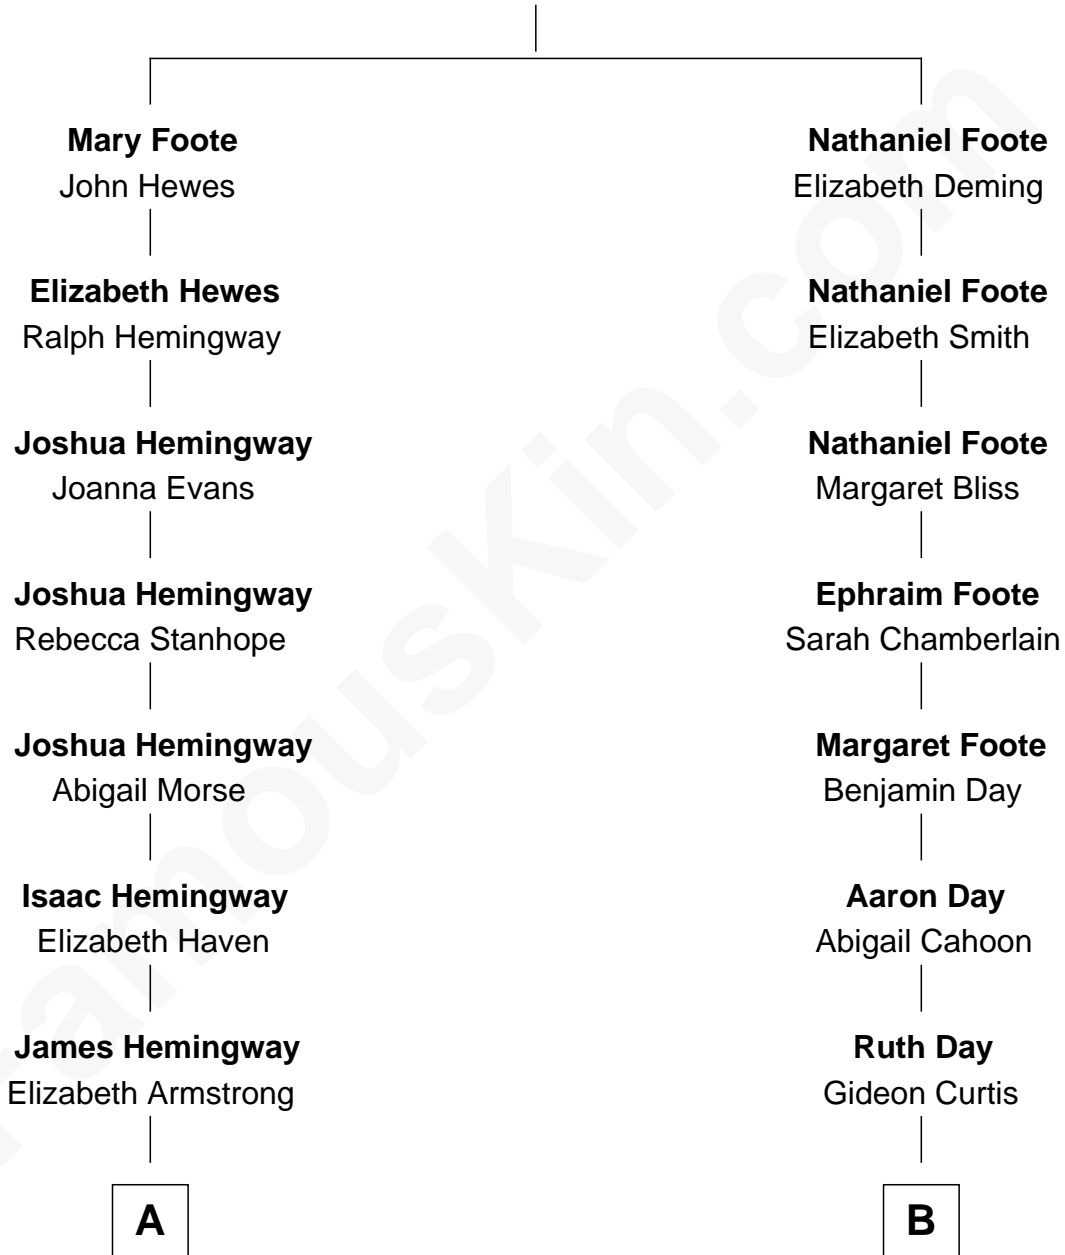 Mary Foote
John Hewes
Elizabeth Hewes
Ralph Hemingway
Joshua Hemingway
Joanna Evans
Joshua Hemingway
Rebecca Stanhope
Joshua Hemingway
Abigail Morse
Isaac Hemingway
Elizabeth Haven
James Hemingway
Elizabeth Armstrong
A
Nathaniel Foote
Elizabeth Deming
Nathaniel Foote
Elizabeth Smith
Nathaniel Foote
Margaret Bliss
Ephraim Foote
Sarah Chamberlain
Margaret Foote
Benjamin Day
Aaron Day
Abigail Cahoon
Ruth Day
Gideon Curtis
B
FamousKin.com